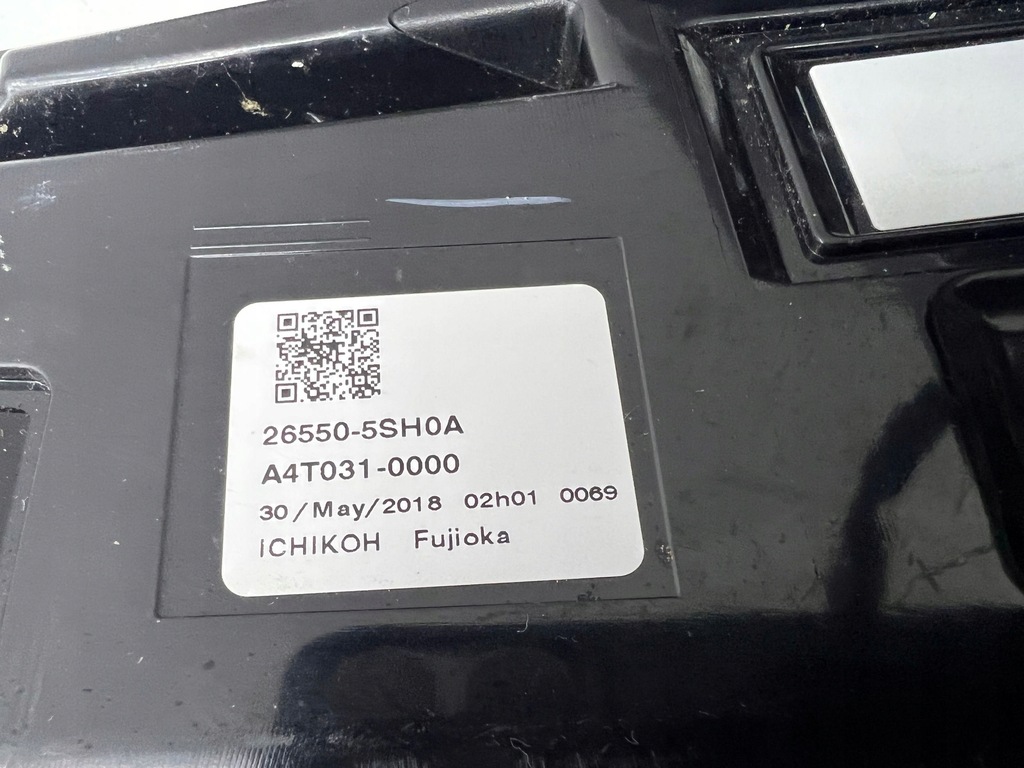 26550-5SH0A
A4T031-0000
30/May/2018 02h01 0069
ICHIKOH Fujioka